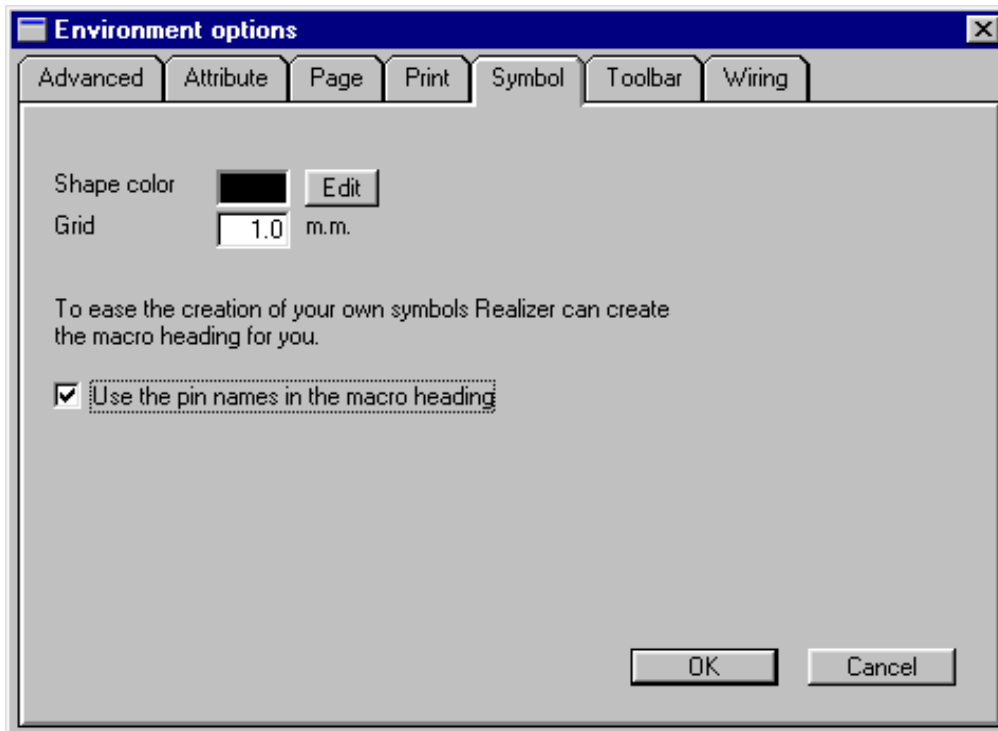 Environment options
Advanced Attribute Page Print Symbol Toolbar Wiring
Shape color Edit
Grid 1.0 m.m.
To ease the creation of your own symbols Realizer can create
the macro heading for you.
Use the pin names in the macro heading
OK Cancel